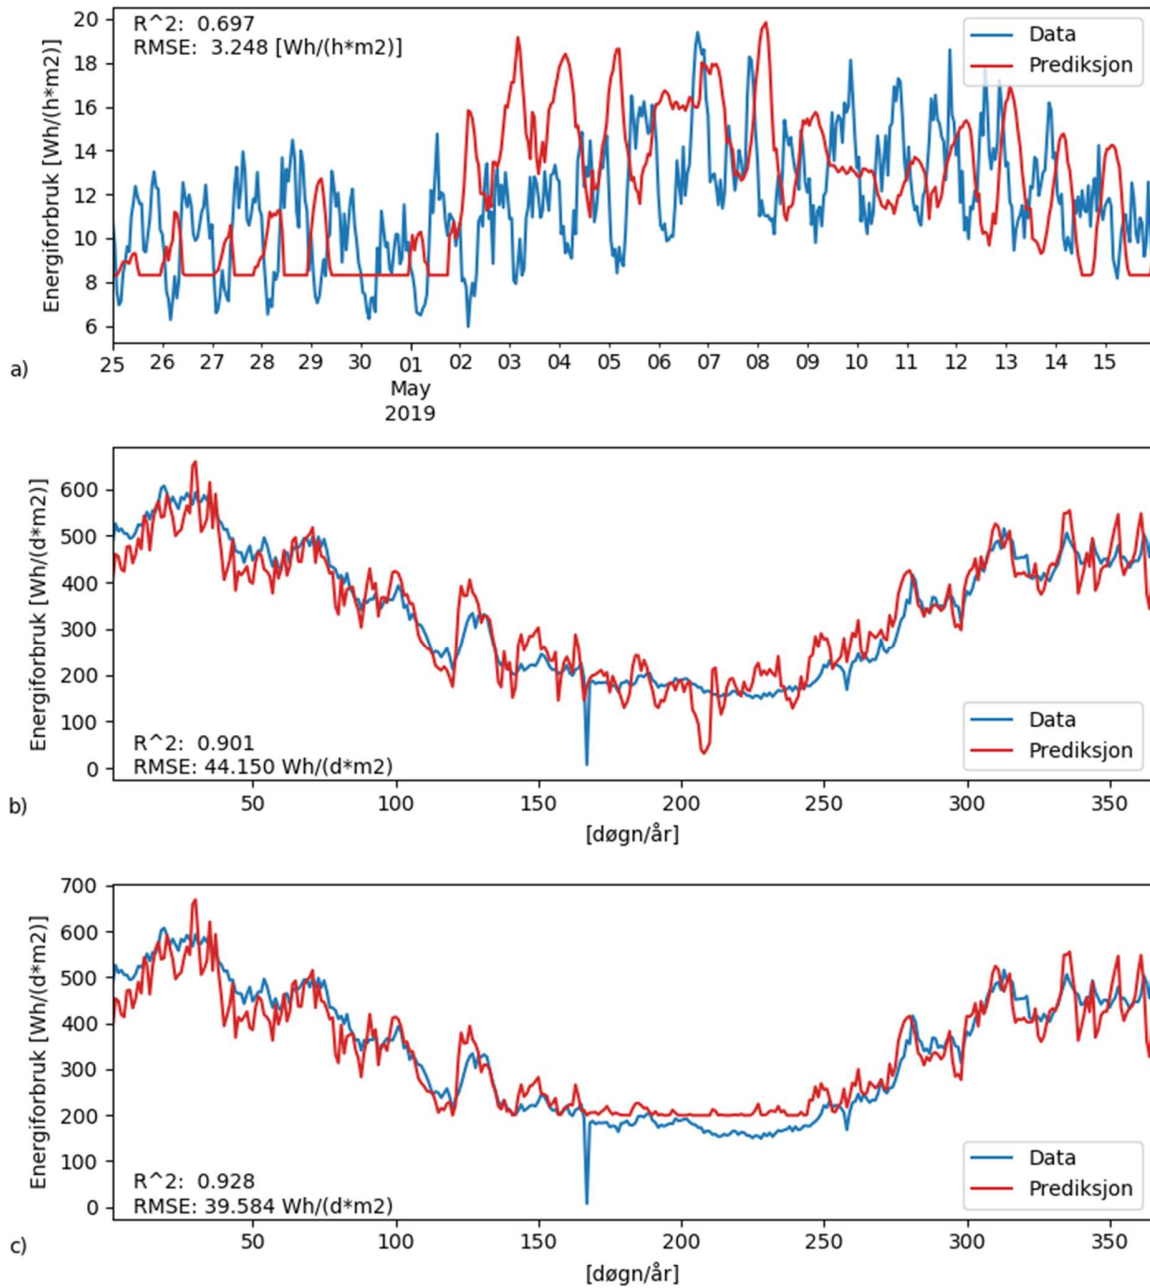 R^2: 0.697
RMSE: 3.248 [Wh/(h*m2)]
Data
Prediksjon
Energiforbruk [Wh/(h*m2)]
20
18
16
14
12
10
8
6
25 26 27 28 29 30 01 02 03 04 05 06 07 08 09 10 11 12 13 14 15
May
2019
a)
Energiforbruk [Wh/(d*m2)]
600
500
400
300
200
100
0
R^2: 0.901
RMSE: 44.150 Wh/(d*m2)
Data
Prediksjon
50 100 150 200 250 300 350
[døgn/år]
b)
Energiforbruk [Wh/(d*m2)]
700
600
500
400
300
200
100
0
R^2: 0.928
RMSE: 39.584 Wh/(d*m2)
Data
Prediksjon
50 100 150 200 250 300 350
[døgn/år]
c)